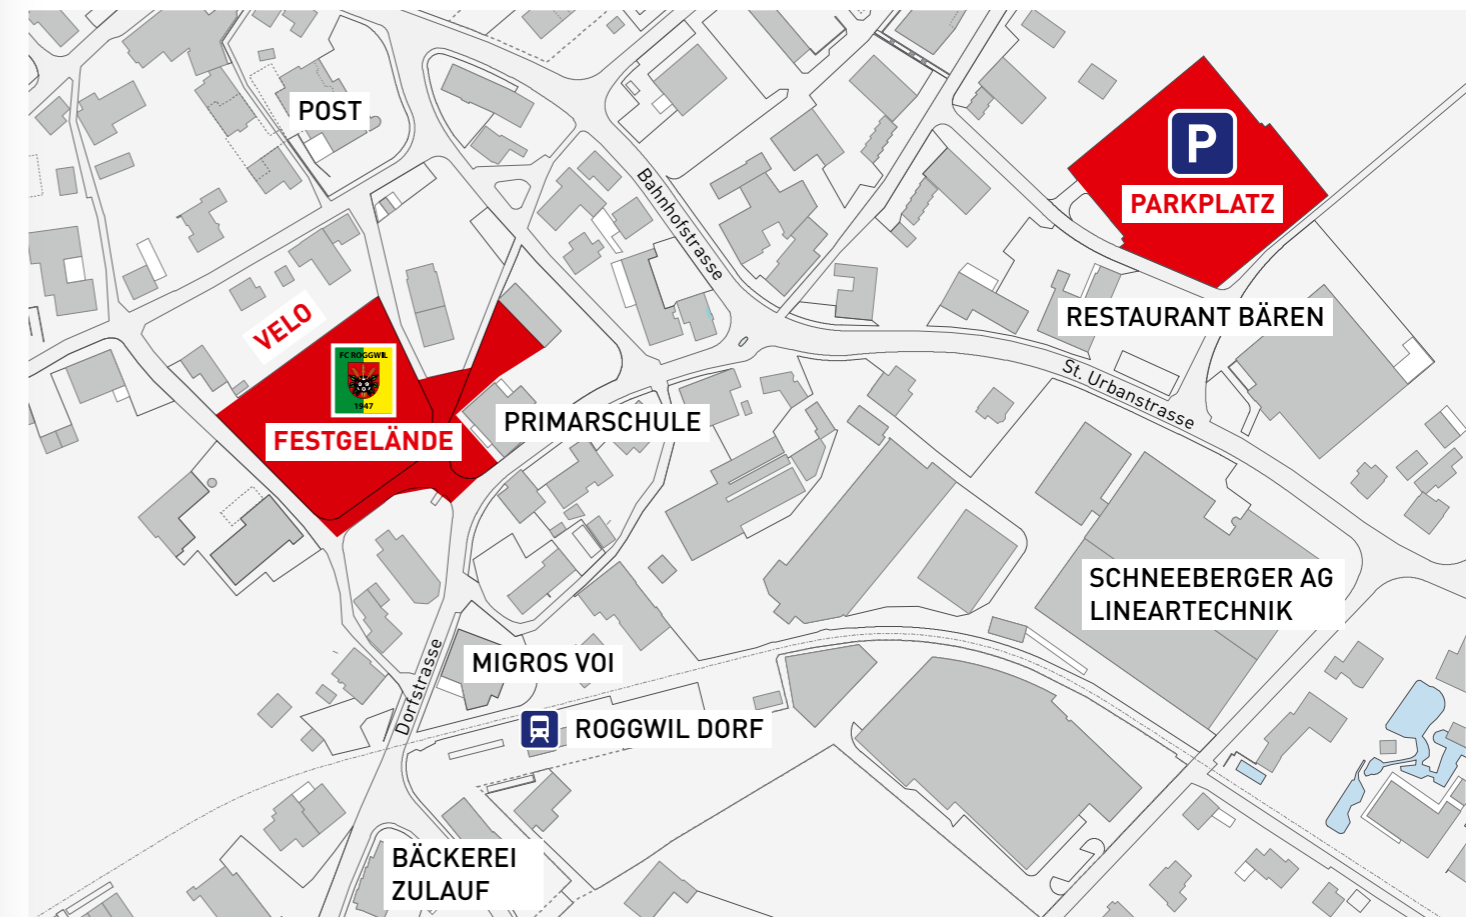 POST
P
PARKPLATZ
Bahnhofstrasse
VELO
RESTAURANT BÄREN
FC ROGGWIL
1947
FESTGELÄNDE
PRIMARSCHULE
St. Urbanstrasse
SCHNEEBERGER AG
LINEARTECHNIK
MIGROS VOI
Dorfstrasse
ROGGWIL DORF
BÄCKEREI
ZULAUF